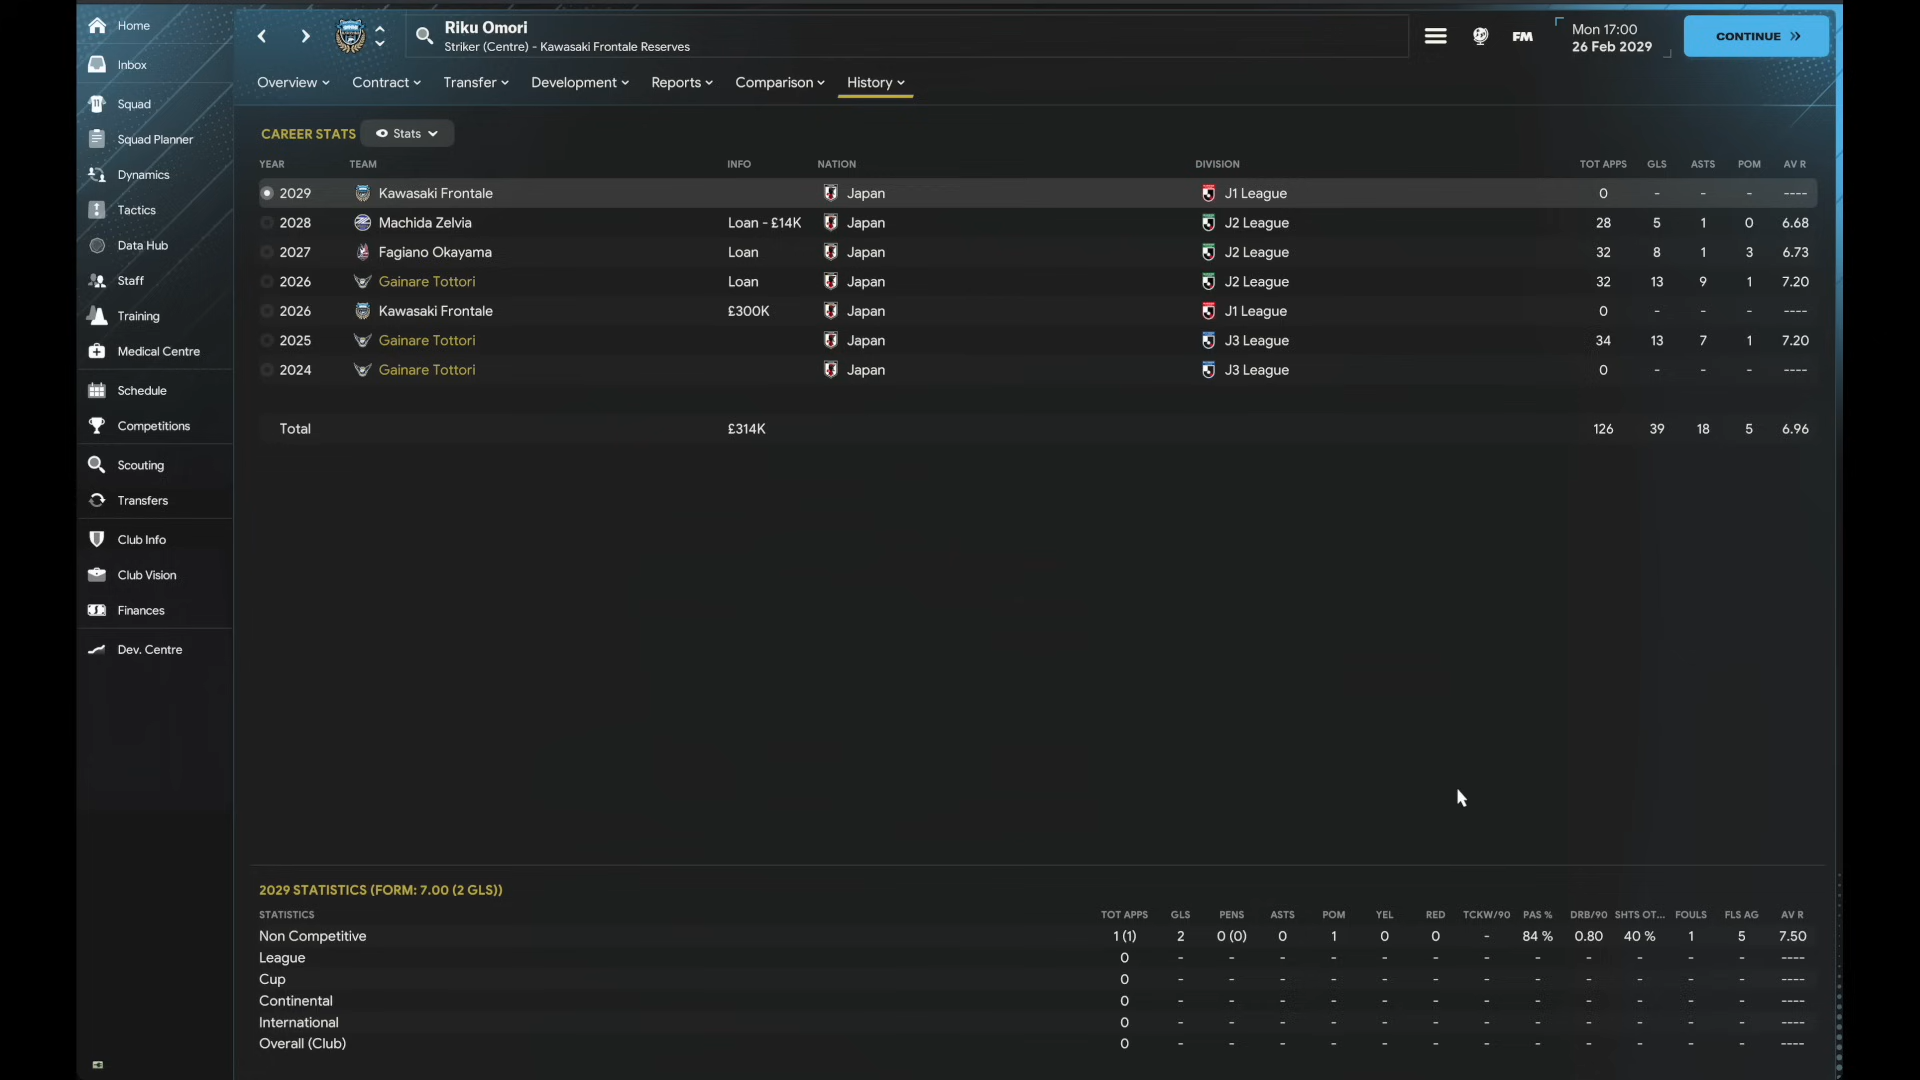 Home
Inbox
Squad
Squad Planner
Dynamics
Tactics
Data Hub
Staff
Training
Medical Centre
Schedule
Competitions
Scouting
Transfers
Club Info
Club Vision
Finances
Dev. Centre
Riku Omori
Striker (Centre) - Kawasaki Frontale Reserves
FM
Mon 17:00
26 Feb 2029
CONTINUE
Overview Contract Transfer Development Reports Comparison History
CAREER STATS Stats
YEAR TEAM INFO NATION DIVISION TOT APPS GLS ASTS POM AV R
2029 Kawasaki Frontale Japan J1 League 0 - - - ----
2028 Machida Zelvia Loan - £14K Japan J2 League 28 5 1 0 6.68
2027 Fagiano Okayama Loan Japan J2 League 32 8 1 3 6.73
2026 Gainare Tottori Loan Japan J2 League 32 13 9 1 7.20
2026 Kawasaki Frontale £300K Japan J1 League 0 - - - ----
2025 Gainare Tottori Japan J3 League 34 13 7 1 7.20
2024 Gainare Tottori Japan J3 League 0 - - - ----
Total £314K 126 39 18 5 6.96
2029 STATISTICS (FORM: 7.00 (2 GLS))
STATISTICS TOT APPS GLS PENS ASTS POM YEL RED TCKW/90 PAS % DRB/90 SHTS OT... FOULS FLS AG AV R
Non Competitive 1 (1) 2 0 (0) 0 1 0 0 - 84 % 0.80 40 % 1 5 7.50
League 0 - - - - - - - - - - - - ----
Cup 0 - - - - - - - - - - - - ----
Continental 0 - - - - - - - - - - - - ----
International 0 - - - - - - - - - - - - ----
Overall (Club) 0 - - - - - - - - - - - - ----